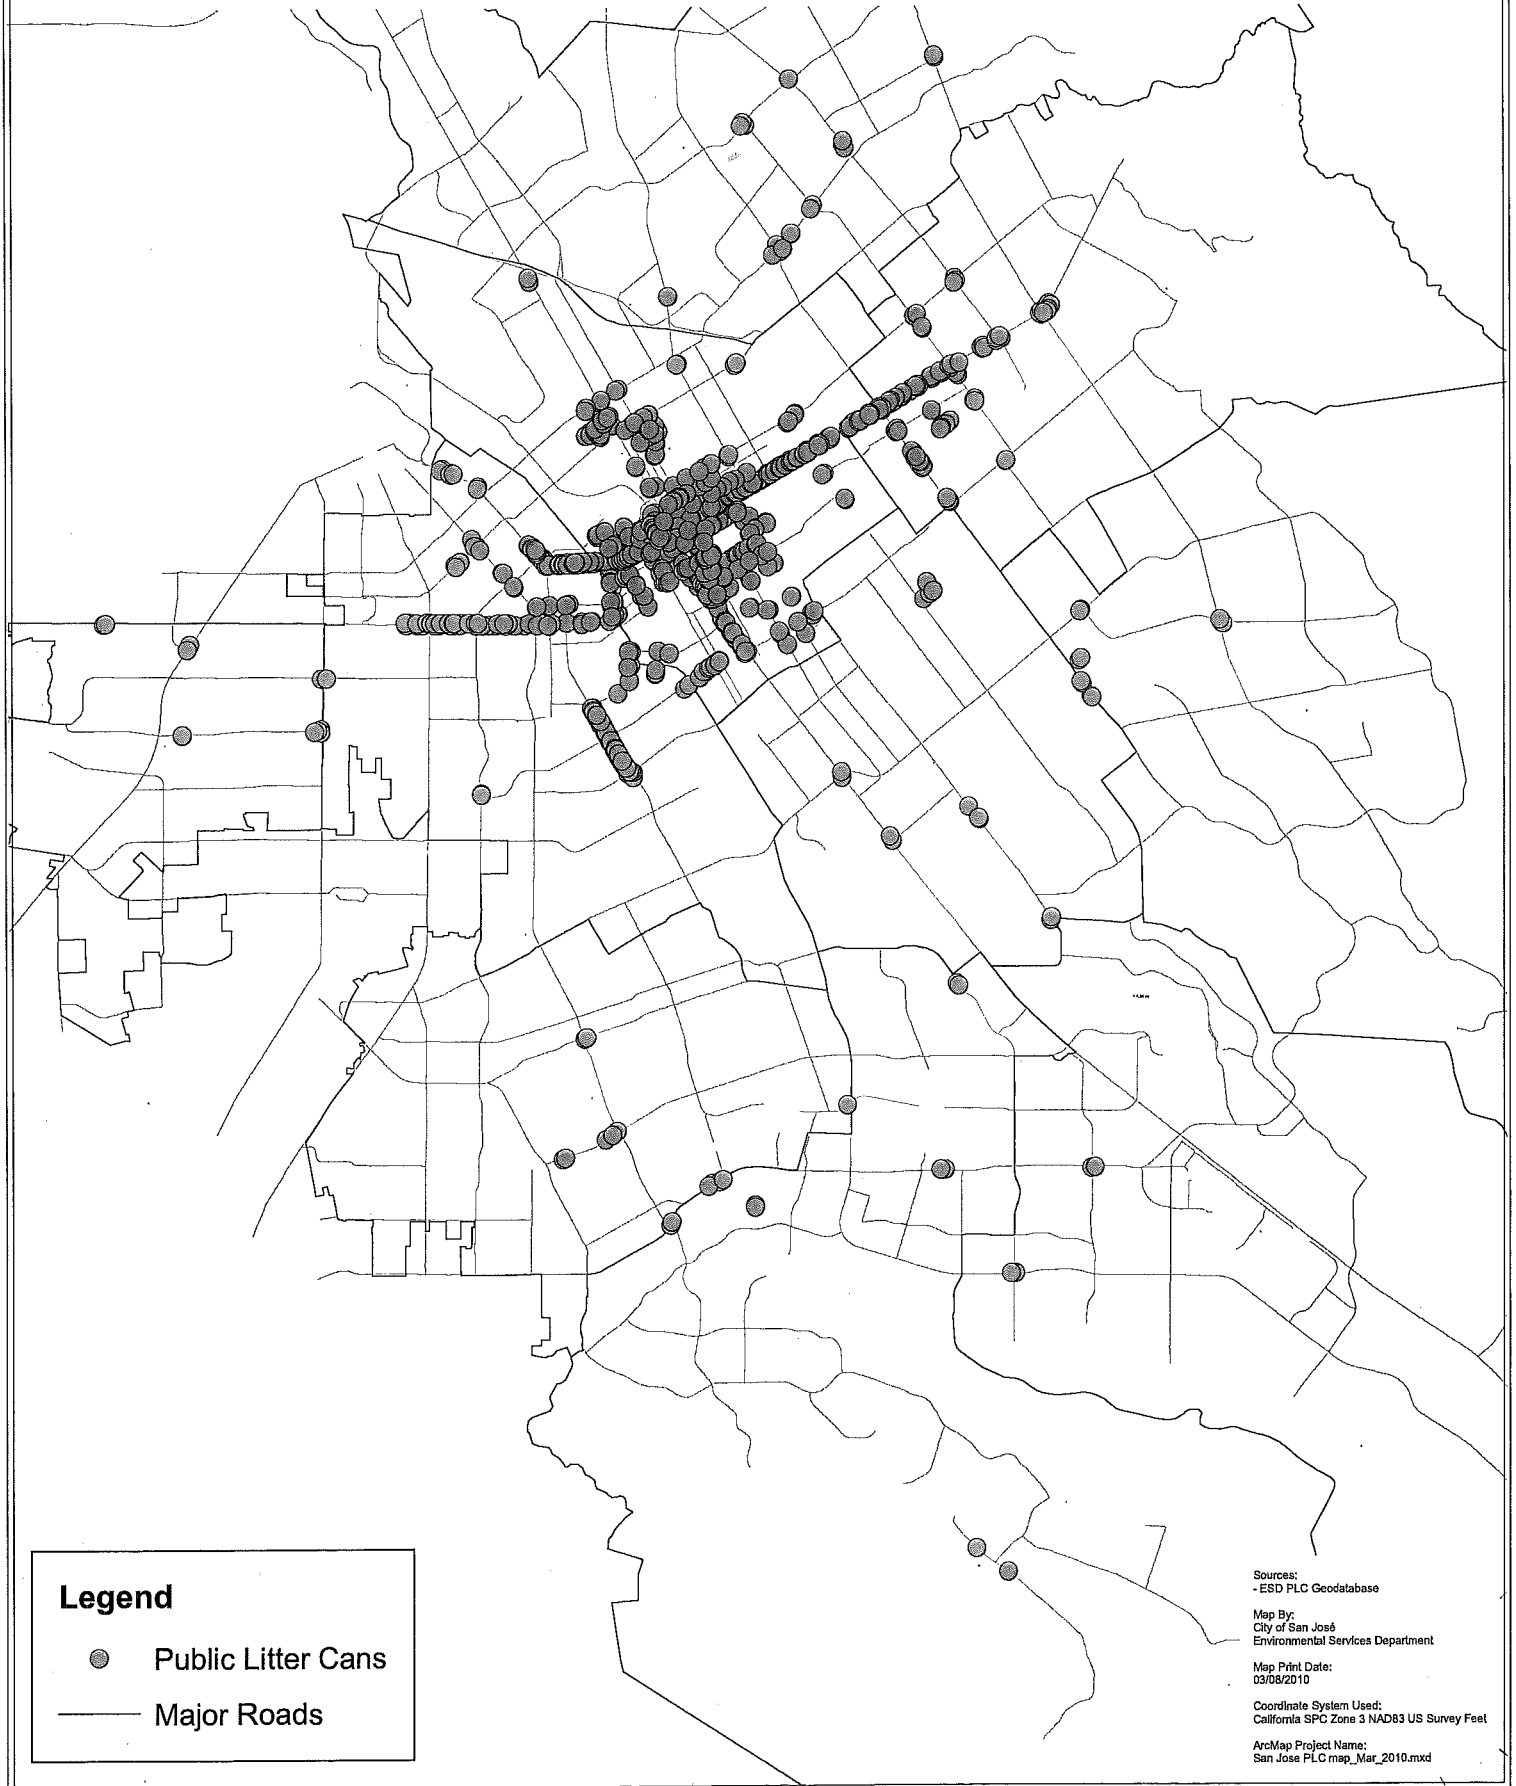 Legend
Public Litter Cans
Major Roads
Sources:
- ESD PLC Geodatabase
Map By:
City of San José
Environmental Services Department
Map Print Date:
03/08/2010
Coordinate System Used:
California SPC Zone 3 NAD83 US Survey Feet
ArcMap Project Name:
San Jose PLC map_Mar_2010.mxd